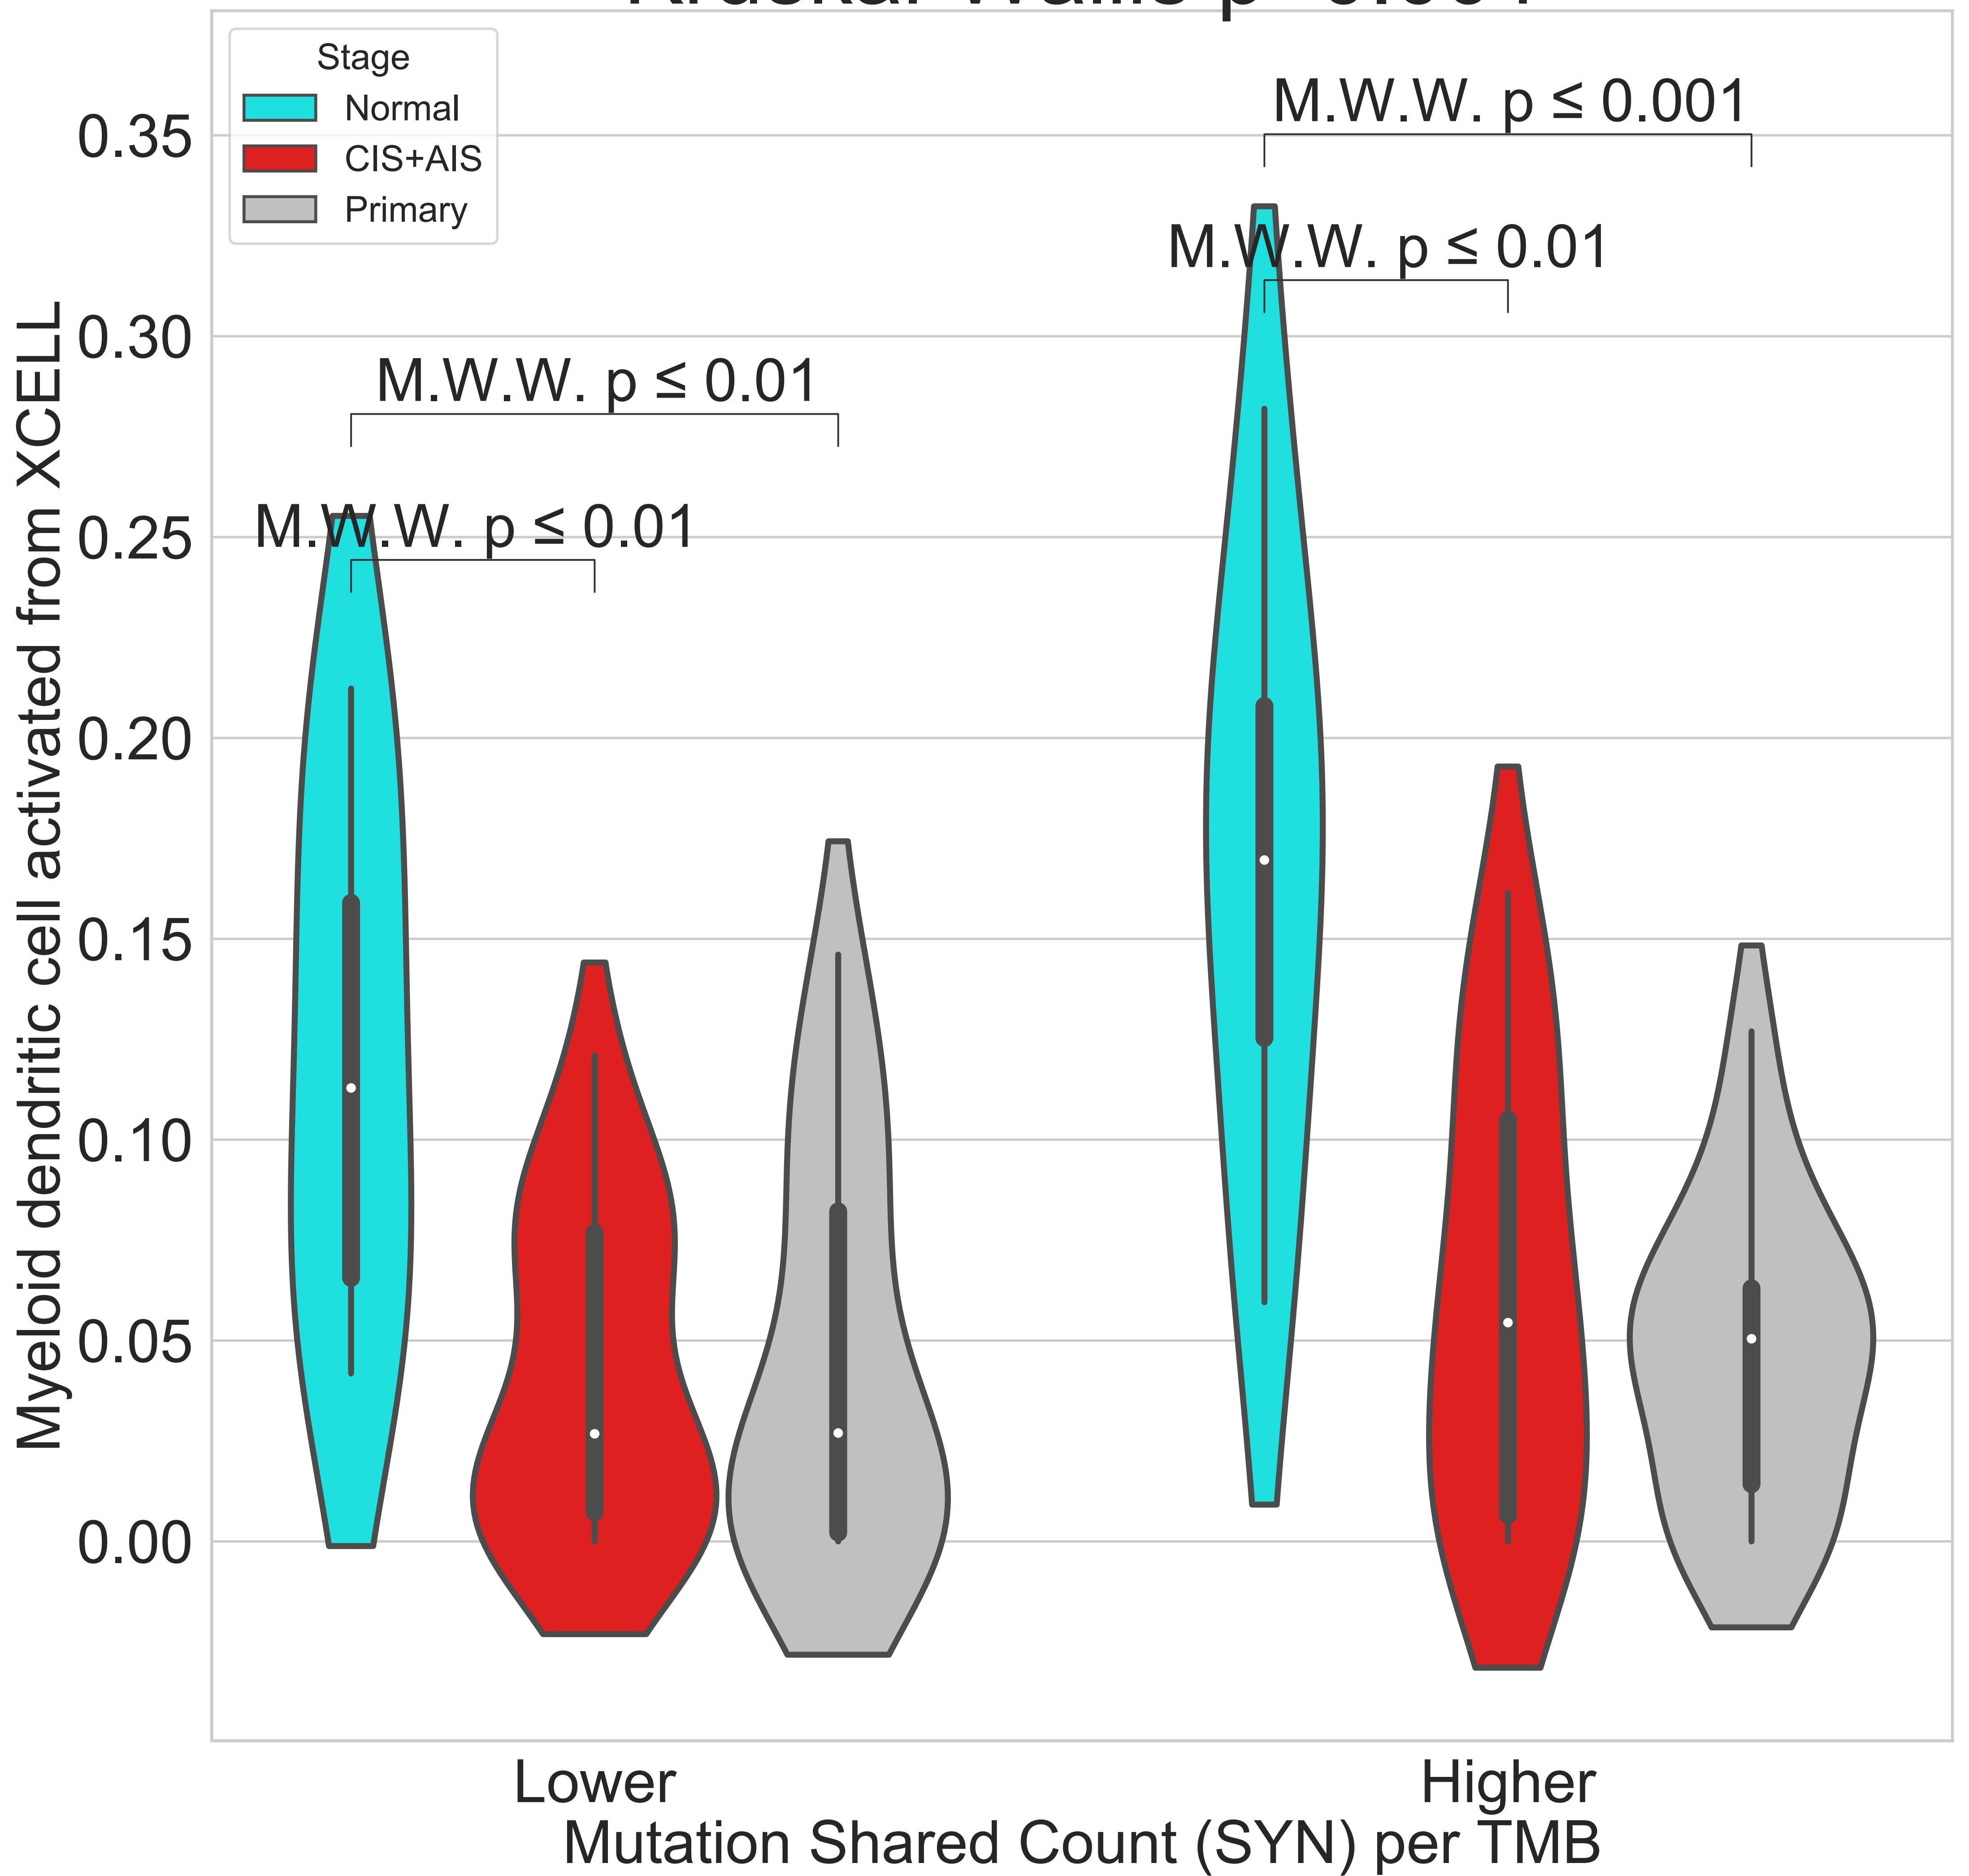 Stage
Normal
CIS+AIS
Primary
M.W.W. p ≤ 0.001
M.W.W. p ≤ 0.01
M.W.W. p ≤ 0.01
M.W.W. p ≤ 0.01
0.35
0.30
0.25
0.20
0.15
0.10
0.05
0.00
Myeloid dendritic cell activated from XCELL
Lower
Higher
Mutation Shared Count (SYN) per TMB